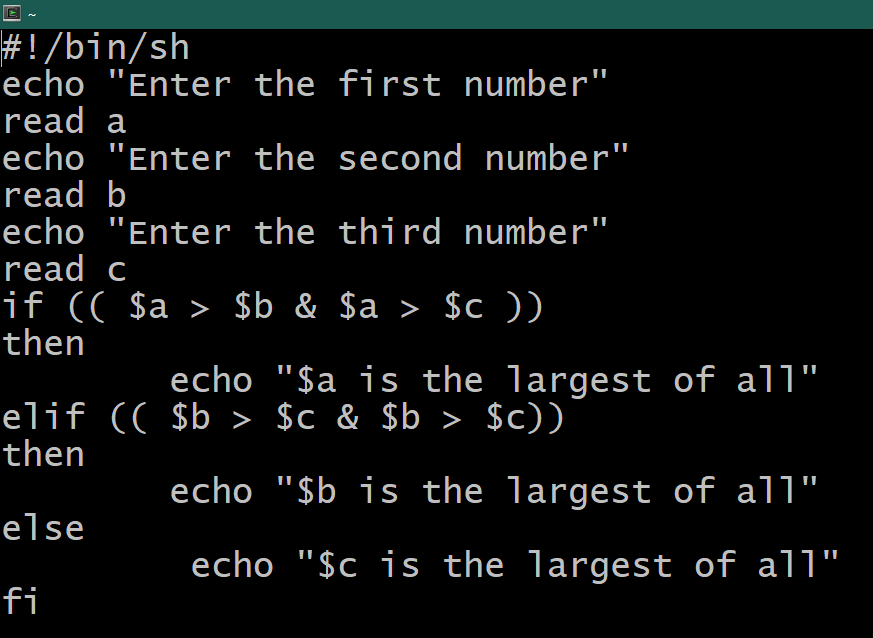 ~
#!/bin/sh
echo "Enter the first number"
read a
echo "Enter the second number"
read b
echo "Enter the third number"
read c
if (( $a > $b & $a > $c ))
then
        echo "$a is the largest of all"
elif (( $b > $c & $b > $c))
then
        echo "$b is the largest of all"
else
         echo "$c is the largest of all"
fi